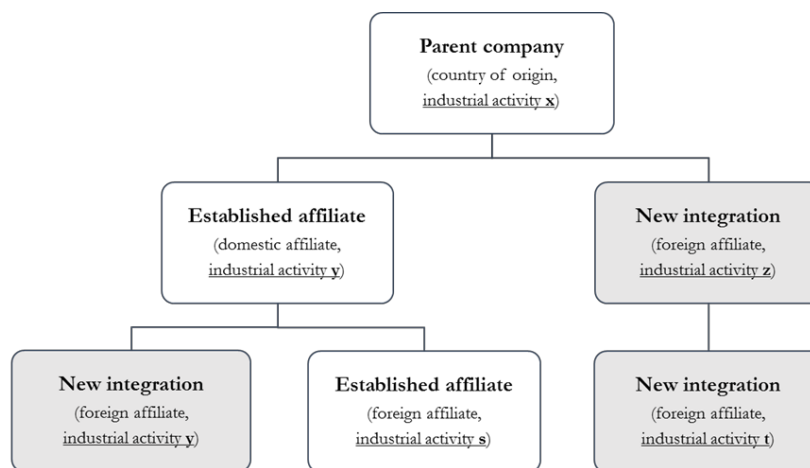 Parent company
(country of origin,
industrial activity x)
Established affiliate
(domestic affiliate,
industrial activity y)
New integration
(foreign affiliate,
industrial activity z)
New integration
(foreign affiliate,
industrial activity y)
Established affiliate
(foreign affiliate,
industrial activity s)
New integration
(foreign affiliate,
industrial activity t)